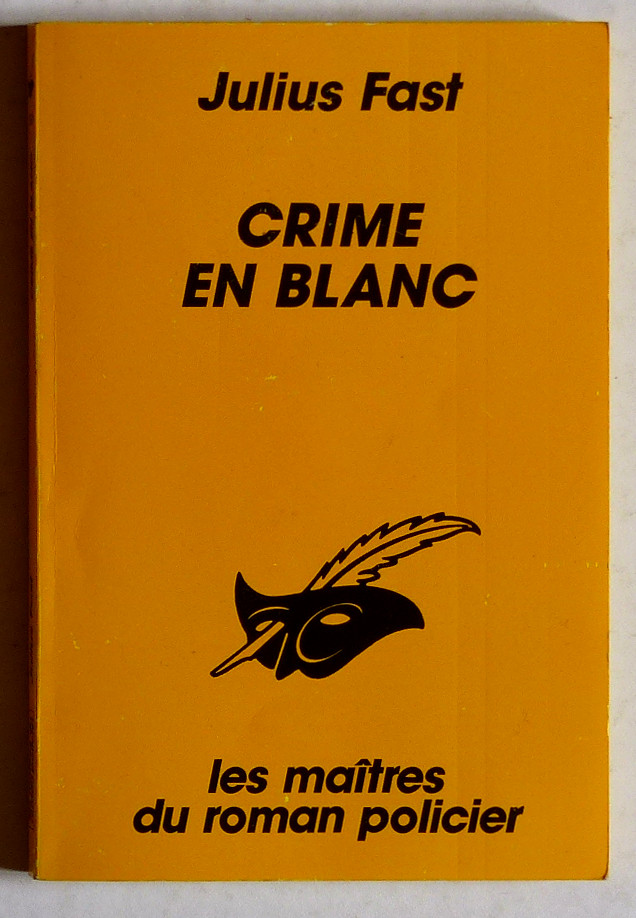 Julius Fast
CRIME
EN BLANC
les maîtres
du roman policier